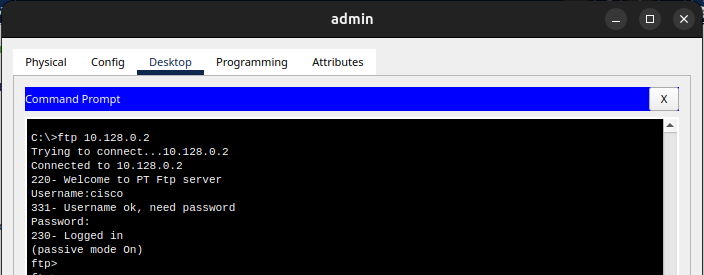 admin
Physical Config Desktop Programming Attributes
Command Prompt X
C:\>ftp 10.128.0.2
Trying to connect...10.128.0.2
Connected to 10.128.0.2
220- Welcome to PT Ftp server
Username:cisco
331- Username ok, need password
Password:
230- Logged in
(passive mode On)
ftp>